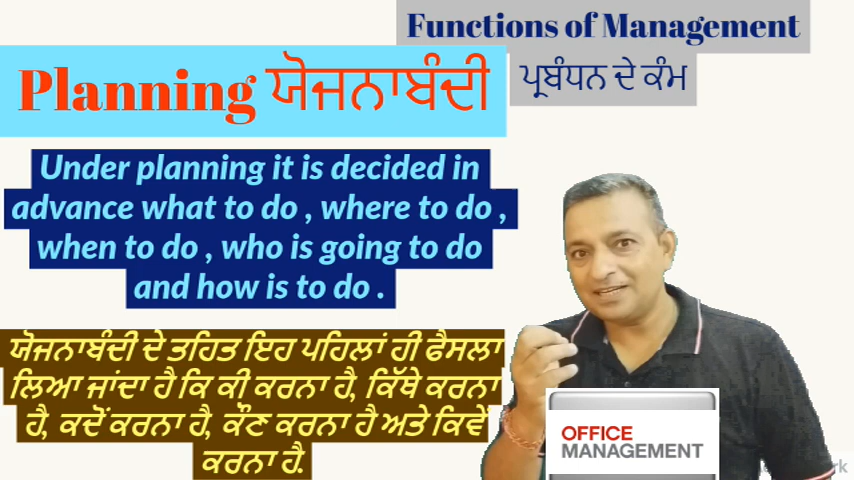 Functions of Management
Planning ਯੋਜਨਾਬੰਦੀ
ਪ੍ਰਬੰਧਨ ਦੇ ਕੰਮ
Under planning it is decided in
advance what to do , where to do ,
when to do , who is going to do
and how is to do .
ਯੋਜਨਾਬੰਦੀ ਦੇ ਤਹਿਤ ਇਹ ਪਹਿਲਾਂ ਹੀ ਫੈਸਲਾ
ਲਿਆ ਜਾਂਦਾ ਹੈ ਕਿ ਕੀ ਕਰਨਾ ਹੈ, ਕਿੱਥੇ ਕਰਨਾ
ਹੈ, ਕਦੋਂ ਕਰਨਾ ਹੈ, ਕੌਣ ਕਰਨਾ ਹੈ ਅਤੇ ਕਿਵੇਂ
ਕਰਨਾ ਹੈ.
OFFICE
MANAGEMENT